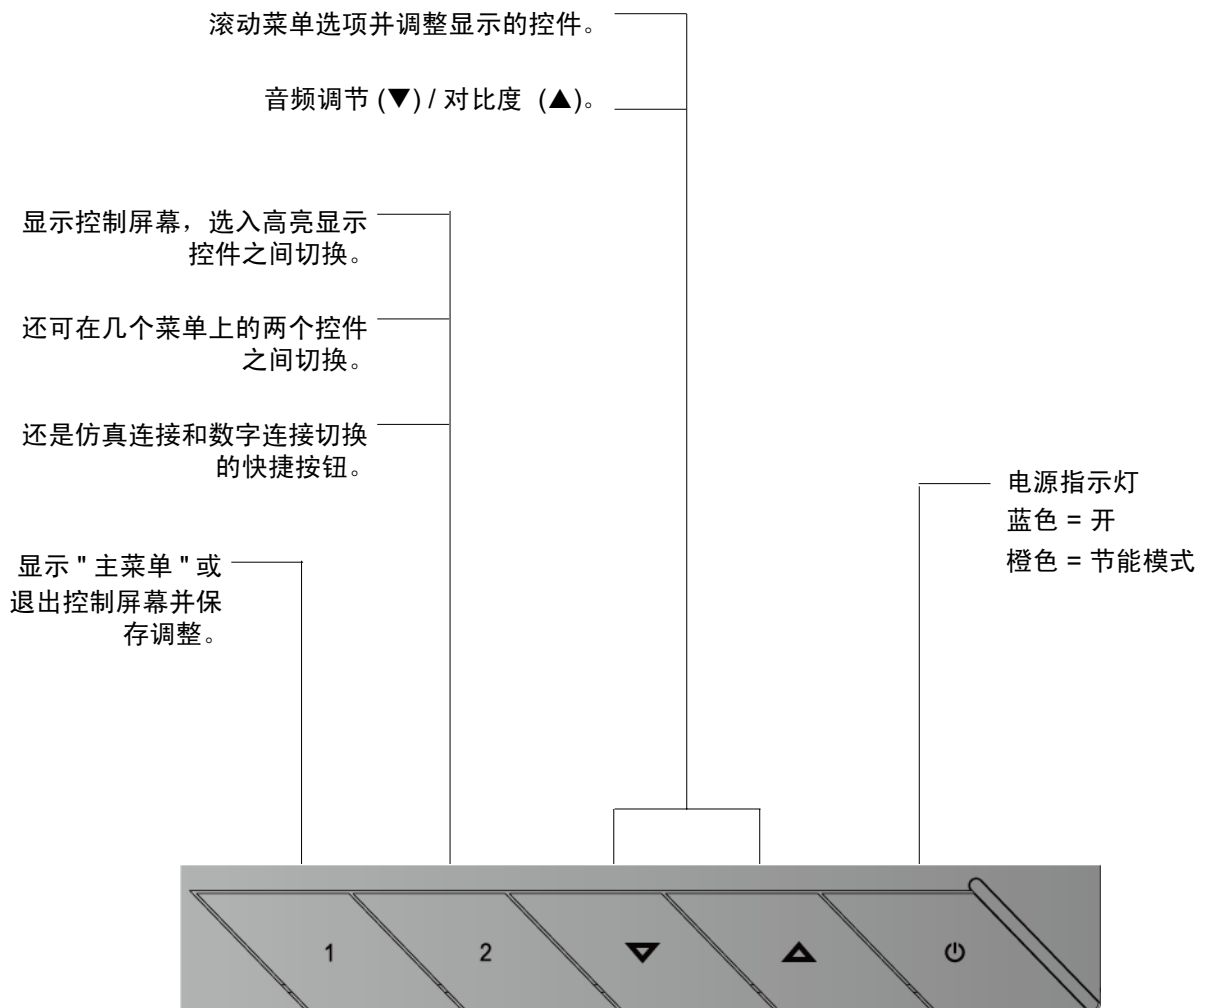 滚动菜单选项并调整显示的控件。
音频调节 (▼) / 对比度 (▲)。
显示控制屏幕，选入高亮显示
控件之间切换。
还可在几个菜单上的两个控件
之间切换。
还是仿真连接和数字连接切换
的快捷按钮。
电源指示灯
蓝色 = 开
橙色 = 节能模式
显示 " 主菜单 " 或
退出控制屏幕并保
存调整。
1 2